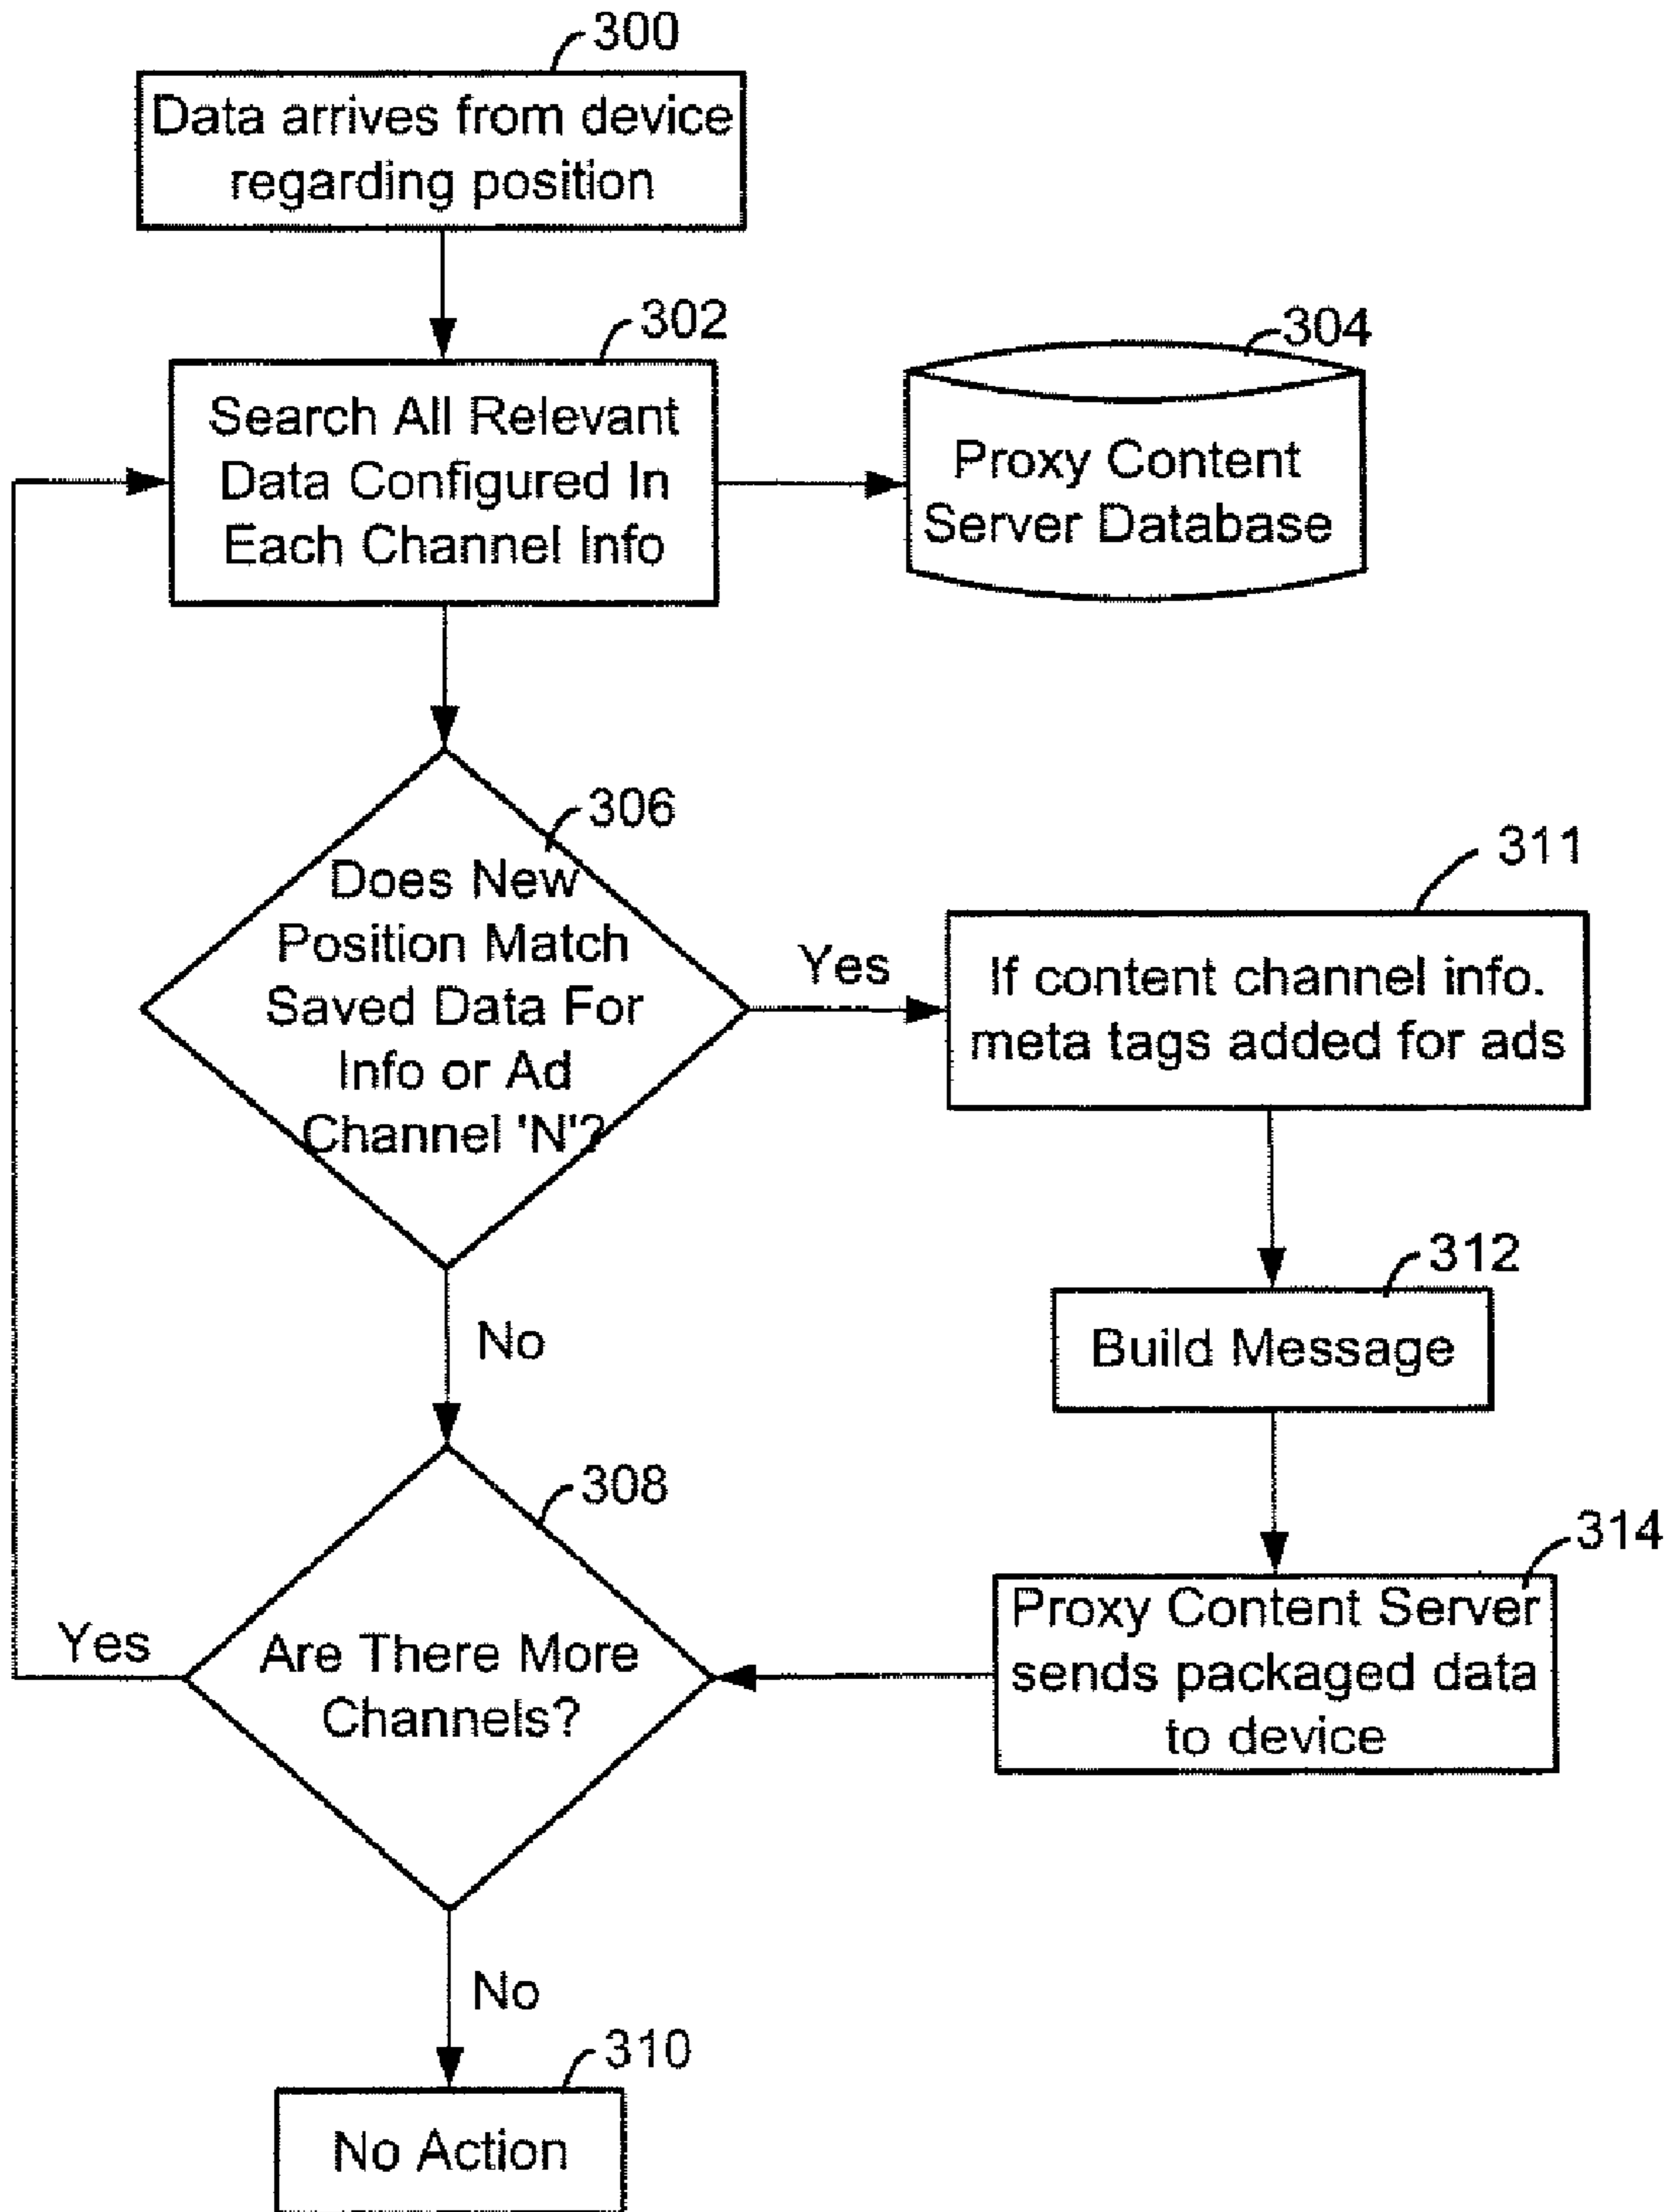 300
Data arrives from device
regarding position
302
Search All Relevant
Data Configured In
Each Channel Info
304
Proxy Content
Server Database
306
Does New
Position Match
Saved Data For
Info or Ad
Channel 'N'?
Yes
311
If content channel info.
meta tags added for ads
312
Build Message
No
308
Are There More
Channels?
Yes
314
Proxy Content Server
sends packaged data
to device
No
310
No Action